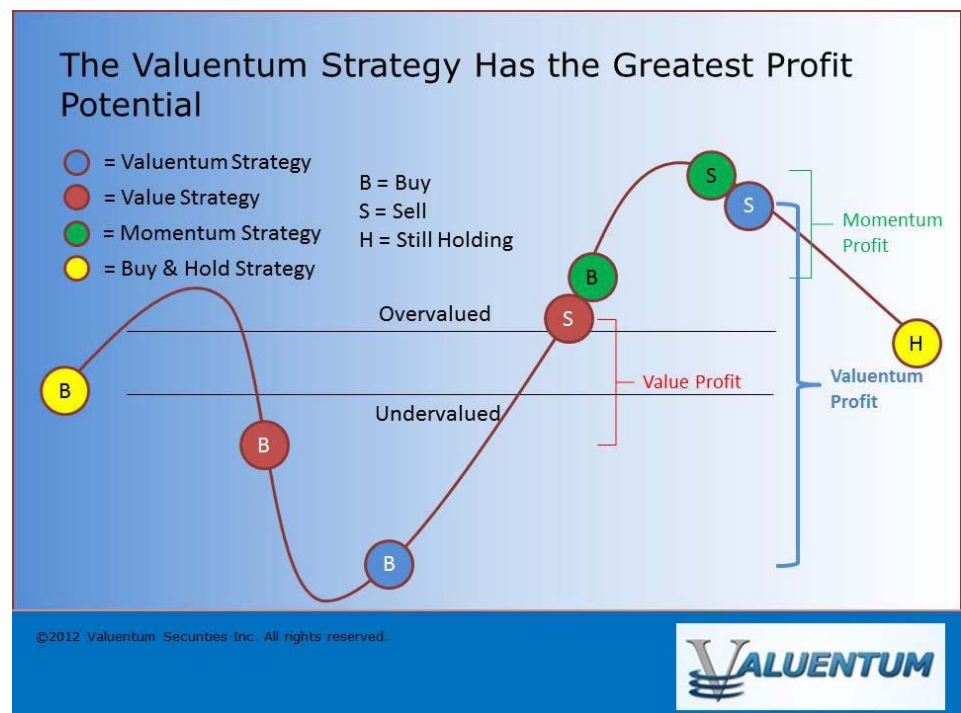 The Valuentum Strategy Has the Greatest Profit
Potential
= Valuentum Strategy
= Value Strategy
= Momentum Strategy
= Buy & Hold Strategy
B = Buy
S = Sell
H = Still Holding
S
S
Momentum
Profit
B
Overvalued
S
H
B
Value Profit
Valuentum
Profit
Undervalued
B
B
©2012 Valuentum Securities Inc. All rights reserved.
VALUENTUM